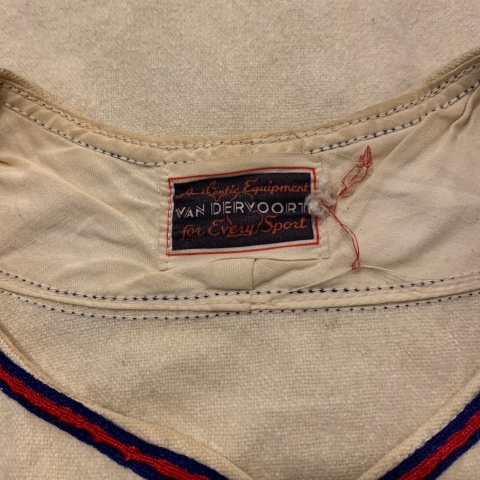 Athletic Equipment
VAN DERVOORT
for Every Sport